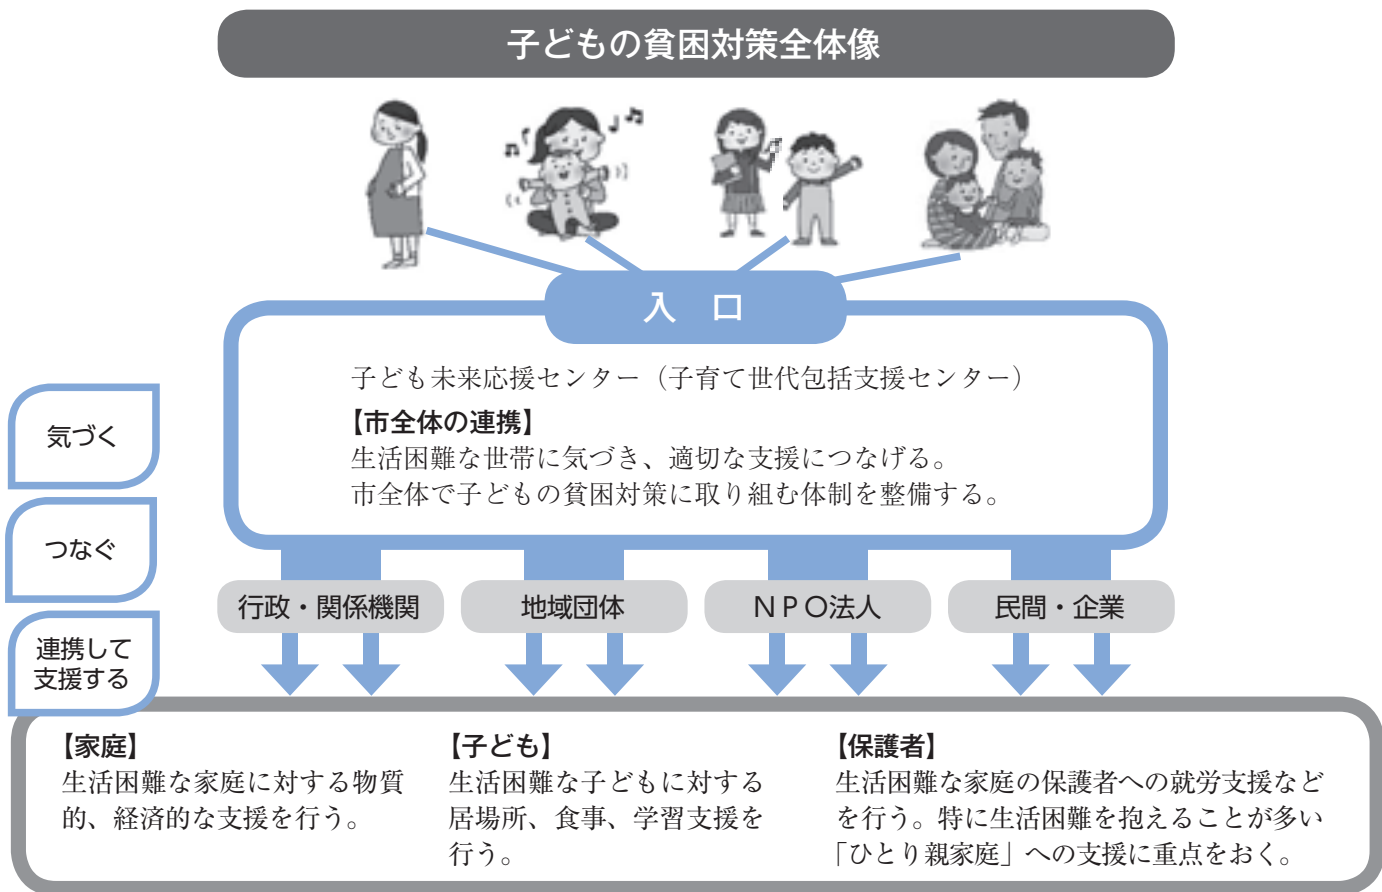 子どもの貧困対策全体像
入 口
子ども未来応援センター（子育て世代包括支援センター）
【市全体の連携】
生活困難な世帯に気づき、適切な支援につなげる。
市全体で子どもの貧困対策に取り組む体制を整備する。
気づく
つなぐ
連携して
支援する
行政・関係機関
地域団体
ＮＰＯ法人
民間・企業
【家庭】
生活困難な家庭に対する物質
的、経済的な支援を行う。
【子ども】
生活困難な子どもに対する
居場所、食事、学習支援を
行う。
【保護者】
生活困難な家庭の保護者への就労支援など
を行う。特に生活困難を抱えることが多い
「ひとり親家庭」への支援に重点をおく。